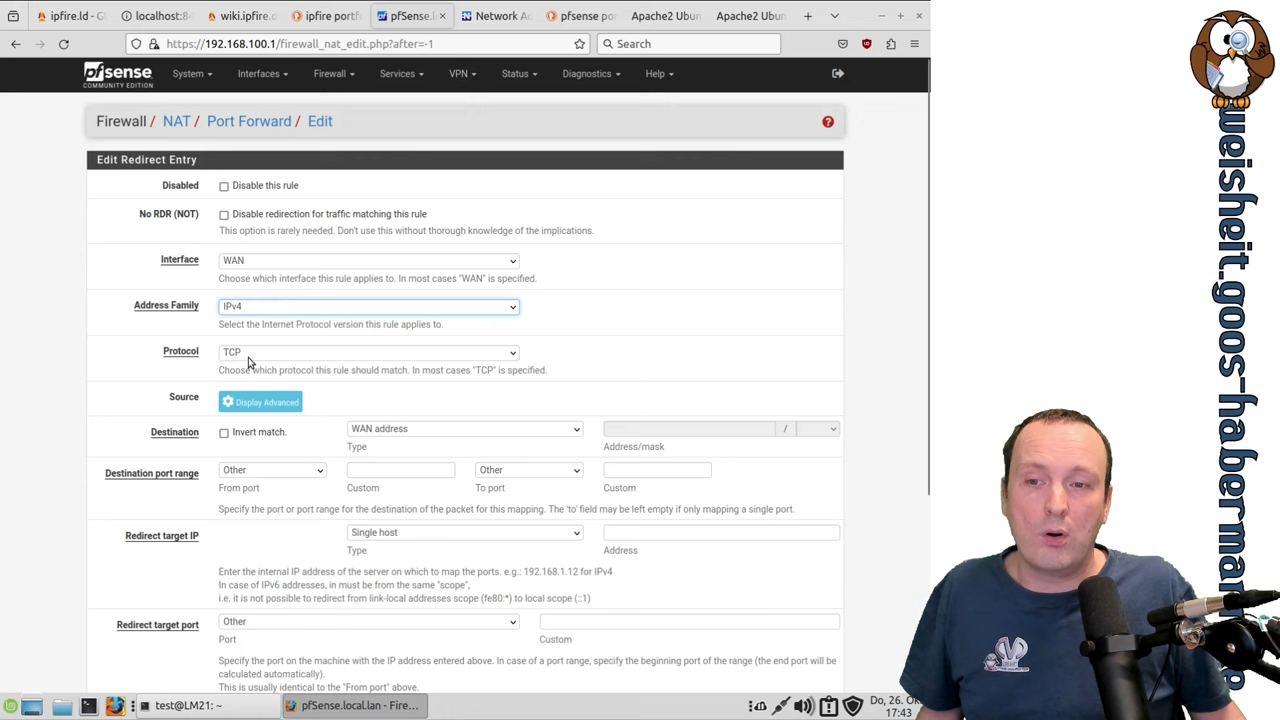 ipfire.ld - G
localhost:84
wiki.ipfire.o
ipfire portf
pfSense.l
Network Ad
pfsense por
Apache2 Ubun
Apache2 Ubun
https://192.168.100.1/firewall_nat_edit.php?after=-1
Search
pfsense
COMMUNITY EDITION
System
Interfaces
Firewall
Services
VPN
Status
Diagnostics
Help
Firewall / NAT / Port Forward / Edit
Edit Redirect Entry
Disabled
Disable this rule
No RDR (NOT)
Disable redirection for traffic matching this rule
This option is rarely needed. Don't use this without thorough knowledge of the implications.
Interface
WAN
Choose which interface this rule applies to. In most cases "WAN" is specified.
Address Family
IPv4
Select the Internet Protocol version this rule applies to.
Protocol
TCP
Choose which protocol this rule should match. In most cases "TCP" is specified.
Source
Display Advanced
Destination
Invert match.
WAN address
/
Type
Address/mask
Destination port range
Other
Other
From port
Custom
To port
Custom
Specify the port or port range for the destination of the packet for this mapping. The 'to' field may be left empty if only mapping a single port.
Redirect target IP
Single host
Type
Address
Enter the internal IP address of the server on which to map the ports. e.g.: 192.168.1.12 for IPv4
In case of IPv6 addresses, in must be from the same "scope",
i.e. it is not possible to redirect from link-local addresses scope (fe80:*) to local scope (::1)
Redirect target port
Other
Port
Custom
Specify the port on the machine with the IP address entered above. In case of a port range, specify the beginning port of the range (the end port will be
calculated automatically).
This is usually identical to the "From port" above.
test@LM21: ~
pfSense.local.lan - Fire...
Do, 26. Okt
17:43